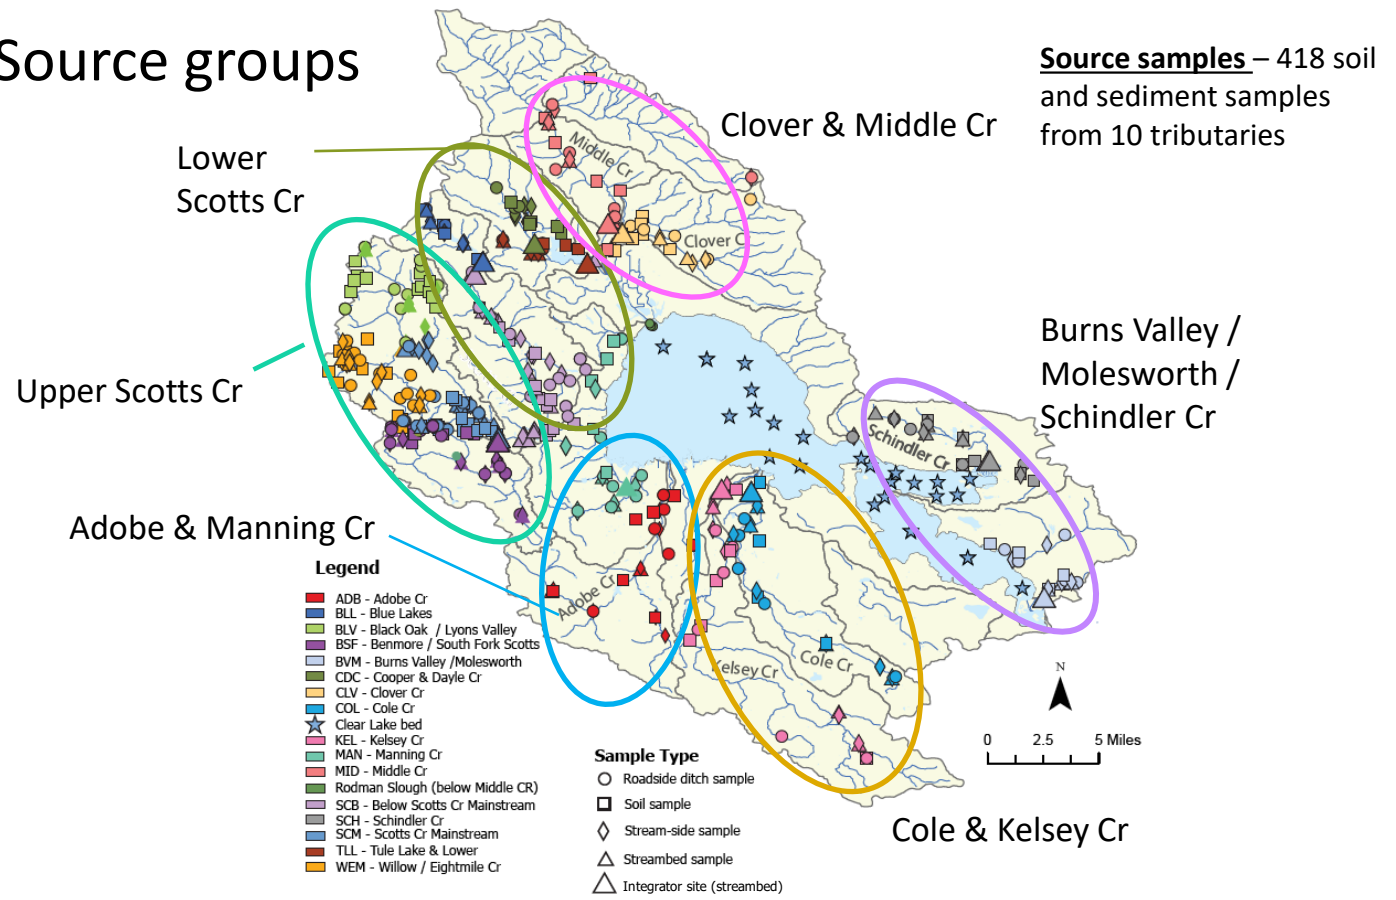 Source groups
Source samples – 418 soil
and sediment samples
from 10 tributaries
Clover & Middle Cr
Lower
Scotts Cr
Middle Cr
Clover C
Burns Valley /
Molesworth /
Schindler Cr
Upper Scotts Cr
Schindler Cr
Adobe & Manning Cr
Adobe Cr
Kelsey Cr
Cole Cr
Legend
ADB - Adobe Cr
BLL - Blue Lakes
BLV - Black Oak / Lyons Valley
BSF - Benmore / South Fork Scotts
BVM - Burns Valley /Molesworth
CDC - Cooper & Dayle Cr
CLV - Clover Cr
COL - Cole Cr
Clear Lake bed
KEL - Kelsey Cr
MAN - Manning Cr
MID - Middle Cr
Rodman Slough (below Middle CR)
SCB - Below Scotts Cr Mainstream
SCH - Schindler Cr
SCM - Scotts Cr Mainstream
TLL - Tule Lake & Lower
WEM - Willow / Eightmile Cr
Sample Type
Roadside ditch sample
Soil sample
Stream-side sample
Streambed sample
Integrator site (streambed)
N
0 2.5 5 Miles
Cole & Kelsey Cr